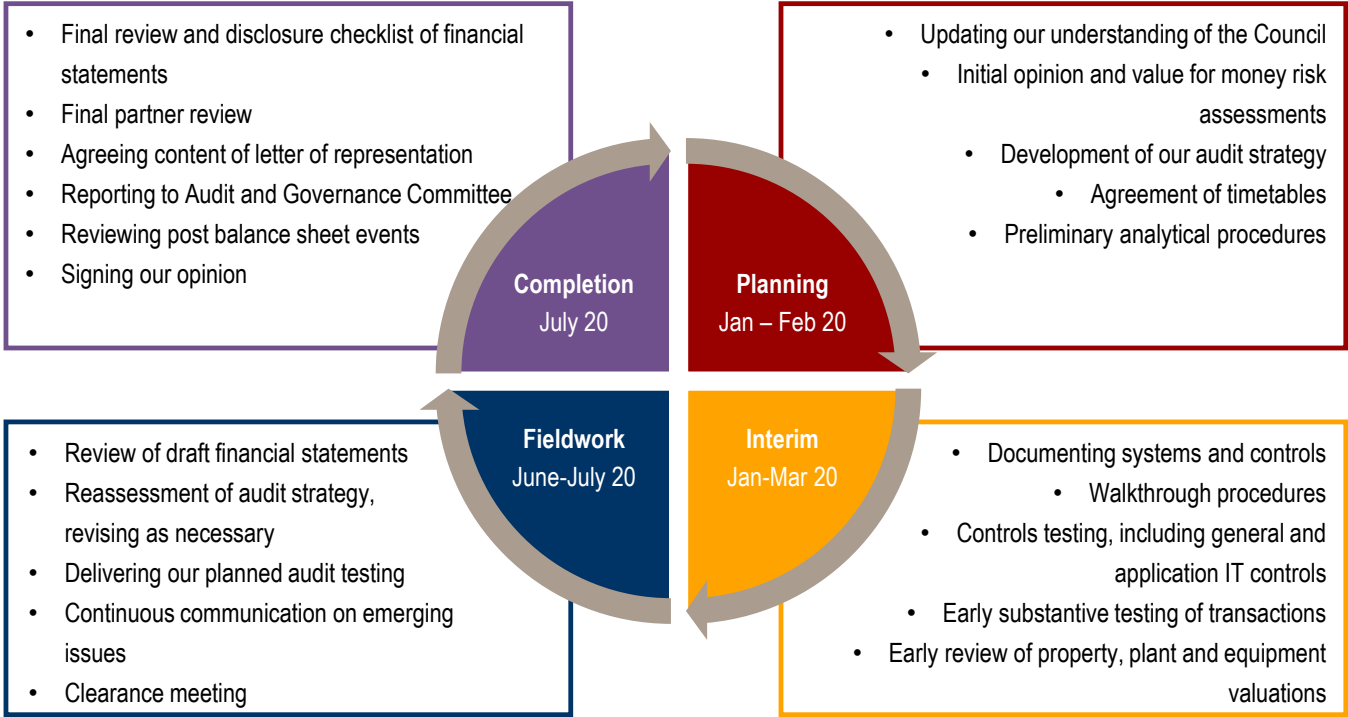 • Final review and disclosure checklist of financial
statements
• Final partner review
• Agreeing content of letter of representation
• Reporting to Audit and Governance Committee
• Reviewing post balance sheet events
• Signing our opinion
• Updating our understanding of the Council
• Initial opinion and value for money risk
assessments
• Development of our audit strategy
• Agreement of timetables
• Preliminary analytical procedures
Completion
July 20
Planning
Jan – Feb 20
Fieldwork
June-July 20
Interim
Jan-Mar 20
• Review of draft financial statements
• Reassessment of audit strategy,
revising as necessary
• Delivering our planned audit testing
• Continuous communication on emerging
issues
• Clearance meeting
• Documenting systems and controls
• Walkthrough procedures
• Controls testing, including general and
application IT controls
• Early substantive testing of transactions
• Early review of property, plant and equipment
valuations